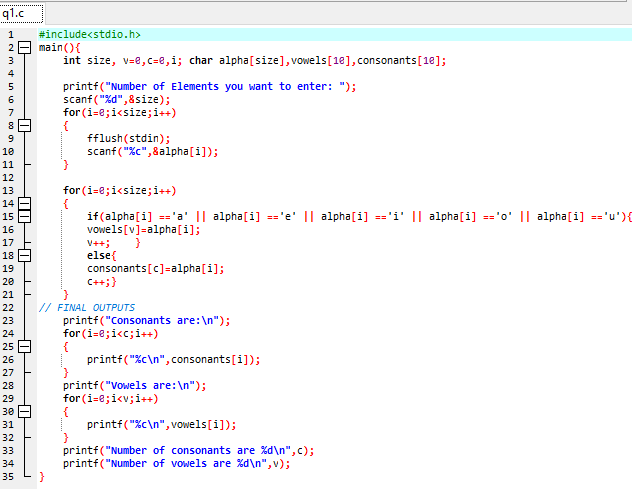 q1.c
1 #include<stdio.h>
2 main(){
3 int size, v=0,c=0,i; char alpha[size],vowels[10],consonants[10];
4
5 printf("Number of Elements you want to enter: ");
6 scanf("%d",&size);
7 for(i=0;i<size;i++)
8 {
9 fflush(stdin);
10 scanf("%c",&alpha[i]);
11 }
12
13 for(i=0;i<size;i++)
14 {
15 if(alpha[i] =='a' || alpha[i] =='e' || alpha[i] =='i' || alpha[i] =='o' || alpha[i] =='u'){
16 vowels[v]=alpha[i];
17 v++; }
18 else{
19 consonants[c]=alpha[i];
20 c++;}
21 }
22 // FINAL OUTPUTS
23 printf("Consonants are:\n");
24 for(i=0;i<c;i++)
25 {
26 printf("%c\n",consonants[i]);
27 }
28 printf("Vowels are:\n");
29 for(i=0;i<v;i++)
30 {
31 printf("%c\n",vowels[i]);
32 }
33 printf("Number of consonants are %d\n",c);
34 printf("Number of vowels are %d\n",v);
35 }